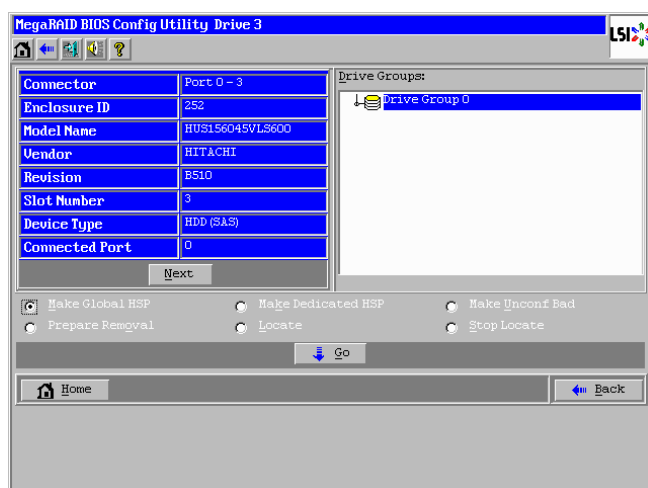 MegaRAID BIOS Config Utility Drive 3
LSI
Connector Port 0 - 3
Enclosure ID 252
Model Name HUS156045VLS600
Vendor HITACHI
Revision B510
Slot Number 3
Device Type HDD (SAS)
Connected Port 0
Next
Drive Groups:
Drive Group 0
Make Global HSP Make Dedicated HSP Make Unconf Bad
Prepare Removal Locate Stop Locate
Go
Home Back